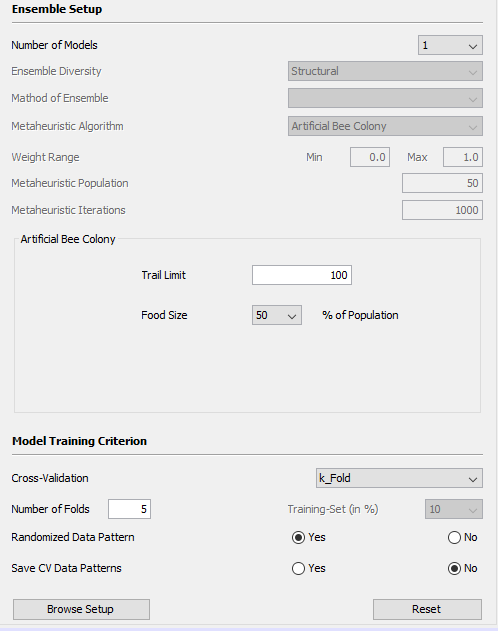 Ensemble Setup
Number of Models 1
Ensemble Diversity Structural
Mathod of Ensemble
Metaheuristic Algorithm Artificial Bee Colony
Weight Range Min 0.0 Max 1.0
Metaheuristic Population 50
Metaheuristic Iterations 1000
Artificial Bee Colony
Trail Limit 100
Food Size 50 % of Population
Model Training Criterion
Cross-Validation k_Fold
Number of Folds 5 Training-Set (in %) 10
Randomized Data Pattern Yes No
Save CV Data Patterns Yes No
Browse Setup Reset